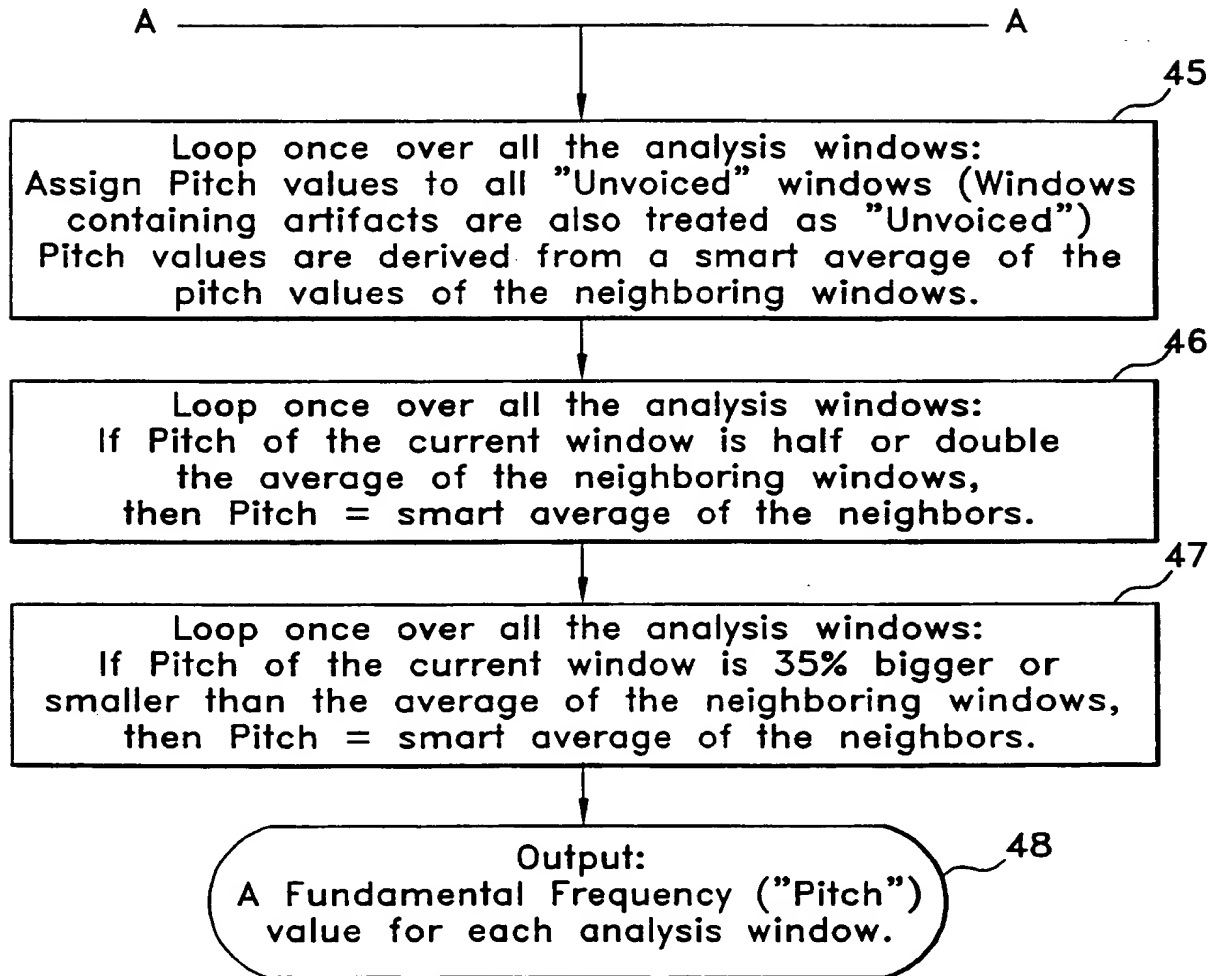 A A
45
Loop once over all the analysis windows:
Assign Pitch values to all "Unvoiced" windows (Windows
containing artifacts are also treated as "Unvoiced")
Pitch values are derived from a smart average of the
pitch values of the neighboring windows.
46
Loop once over all the analysis windows:
If Pitch of the current window is half or double
the average of the neighboring windows,
then Pitch = smart average of the neighbors.
47
Loop once over all the analysis windows:
If Pitch of the current window is 35% bigger or
smaller than the average of the neighboring windows,
then Pitch = smart average of the neighbors.
48
Output:
A Fundamental Frequency ("Pitch")
value for each analysis window.